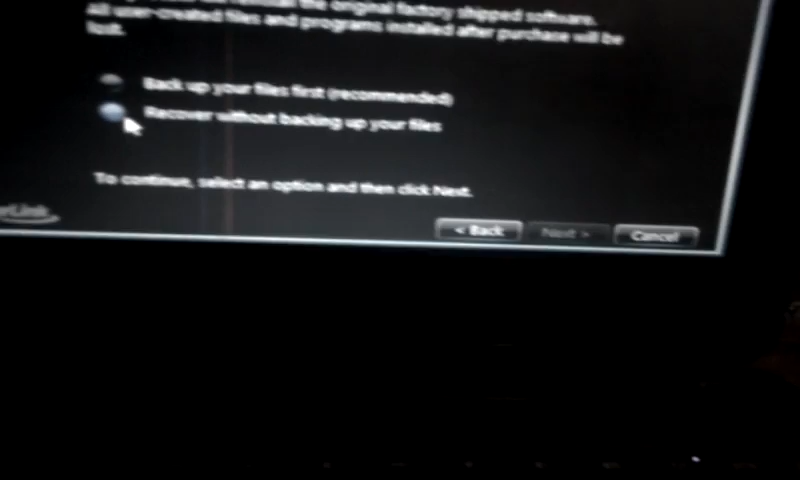 the original factory shipped software.
All user-created files and programs installed after purchase will be
lost.
Back up your files first (recommended)
Recover without backing up your files
To continue, select an option and then click Next.
< Back Next > Cancel